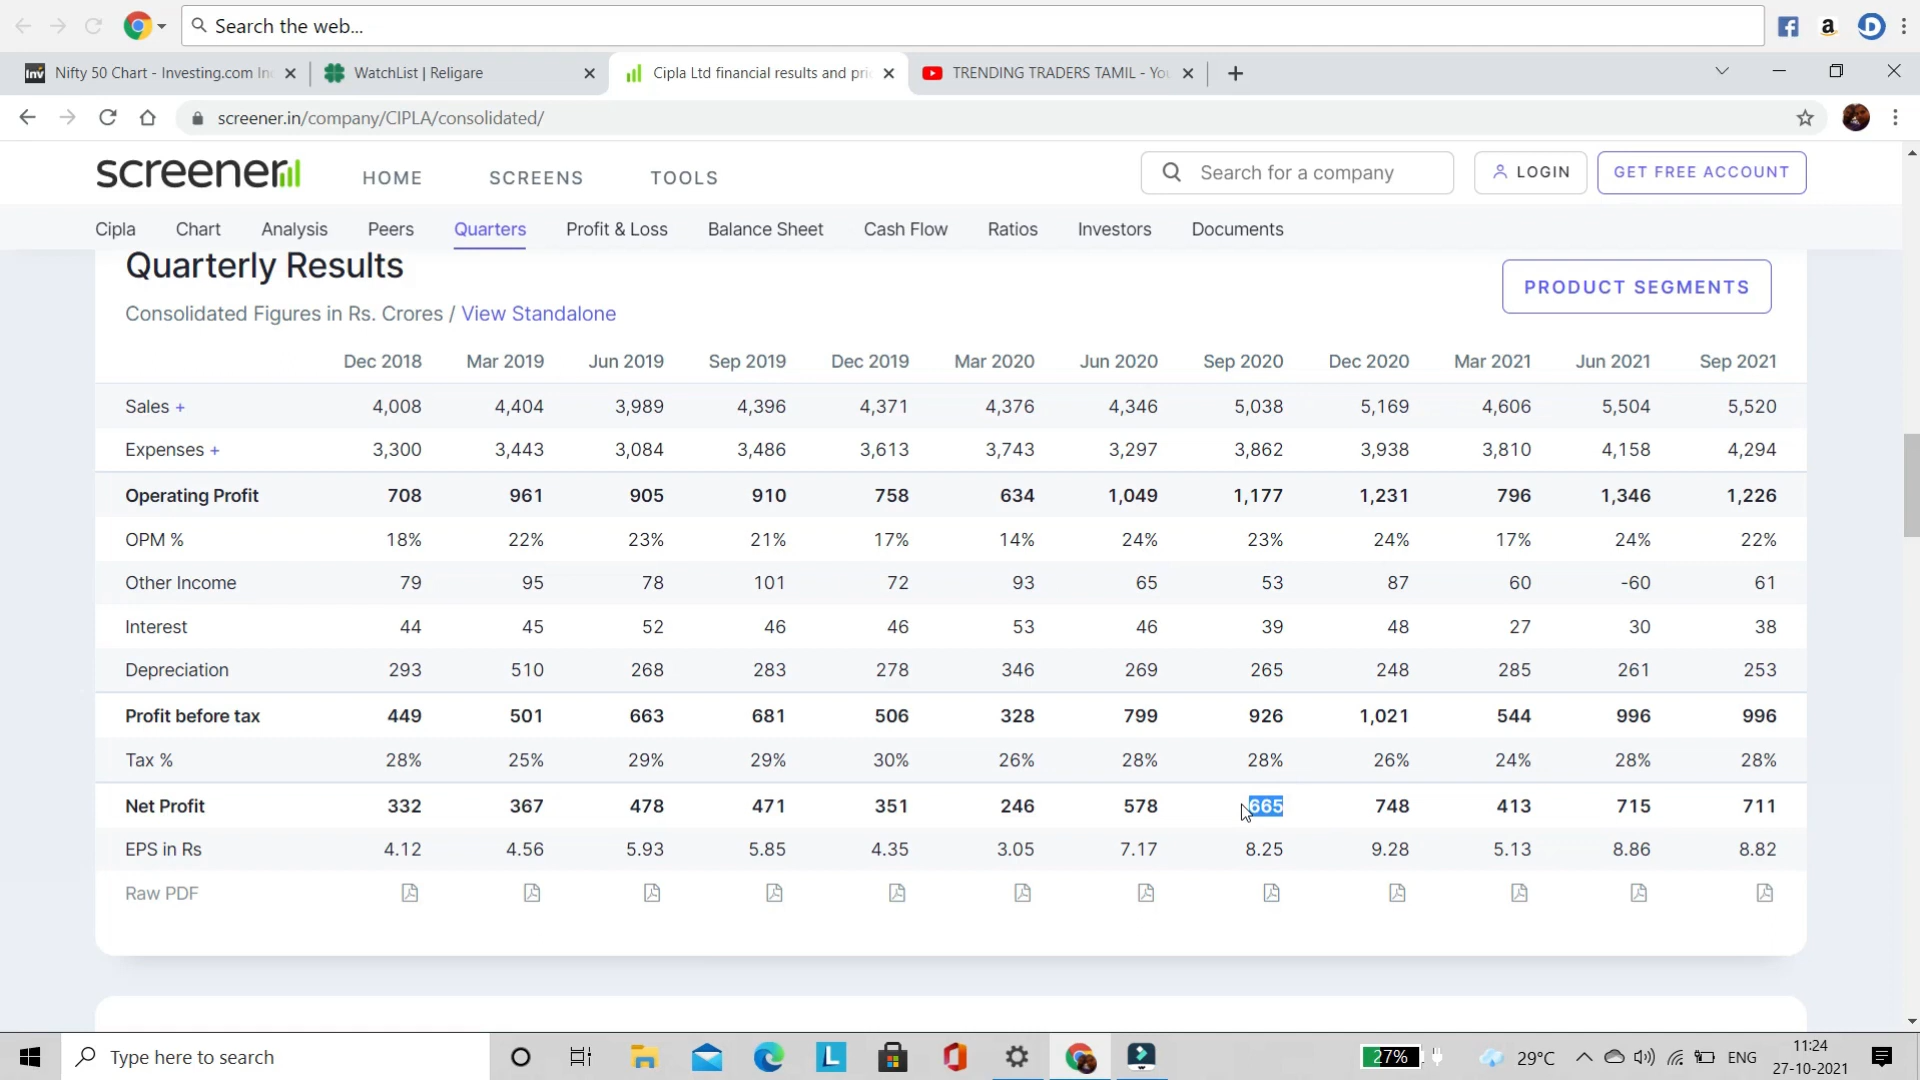 Search the web...
Nifty 50 Chart - Investing.com In
WatchList | Religare
Cipla Ltd financial results and pri
TRENDING TRADERS TAMIL - Yo
screener.in/company/CIPLA/consolidated/
screener
HOME SCREENS TOOLS
Search for a company
LOGIN
GET FREE ACCOUNT
Cipla Chart Analysis Peers Quarters Profit & Loss Balance Sheet Cash Flow Ratios Investors Documents
Quarterly Results
PRODUCT SEGMENTS
Consolidated Figures in Rs. Crores / View Standalone
Dec 2018 Mar 2019 Jun 2019 Sep 2019 Dec 2019 Mar 2020 Jun 2020 Sep 2020 Dec 2020 Mar 2021 Jun 2021 Sep 2021
Sales + 4,008 4,404 3,989 4,396 4,371 4,376 4,346 5,038 5,169 4,606 5,504 5,520
Expenses + 3,300 3,443 3,084 3,486 3,613 3,743 3,297 3,862 3,938 3,810 4,158 4,294
Operating Profit 708 961 905 910 758 634 1,049 1,177 1,231 796 1,346 1,226
OPM % 18% 22% 23% 21% 17% 14% 24% 23% 24% 17% 24% 22%
Other Income 79 95 78 101 72 93 65 53 87 60 -60 61
Interest 44 45 52 46 46 53 46 39 48 27 30 38
Depreciation 293 510 268 283 278 346 269 265 248 285 261 253
Profit before tax 449 501 663 681 506 328 799 926 1,021 544 996 996
Tax % 28% 25% 29% 29% 30% 26% 28% 28% 26% 24% 28% 28%
Net Profit 332 367 478 471 351 246 578 665 748 413 715 711
EPS in Rs 4.12 4.56 5.93 5.85 4.35 3.05 7.17 8.25 9.28 5.13 8.86 8.82
Raw PDF
Type here to search
27%
29°C
ENG
11:24
27-10-2021